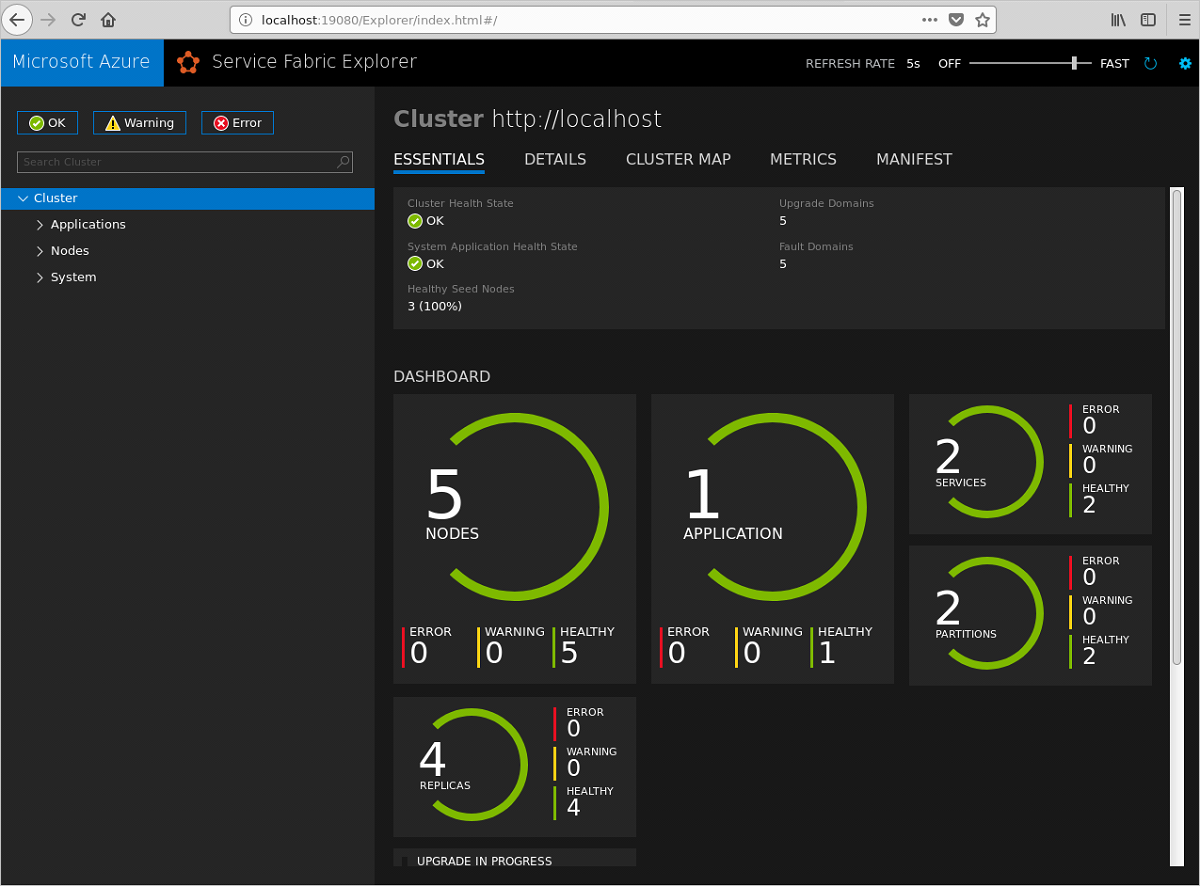 localhost:19080/Explorer/index.html#/
Microsoft Azure
Service Fabric Explorer
REFRESH RATE 5s OFF FAST
OK Warning Error
Search Cluster
Cluster
Applications
Nodes
System
Cluster http://localhost
ESSENTIALS DETAILS CLUSTER MAP METRICS MANIFEST
Cluster Health State
OK
System Application Health State
OK
Healthy Seed Nodes
3 (100%)
Upgrade Domains
5
Fault Domains
5
DASHBOARD
5
NODES
ERROR
0
WARNING
0
HEALTHY
5
1
APPLICATION
ERROR
0
WARNING
0
HEALTHY
1
2
SERVICES
ERROR
0
WARNING
0
HEALTHY
2
2
PARTITIONS
ERROR
0
WARNING
0
HEALTHY
2
4
REPLICAS
ERROR
0
WARNING
0
HEALTHY
4
UPGRADE IN PROGRESS